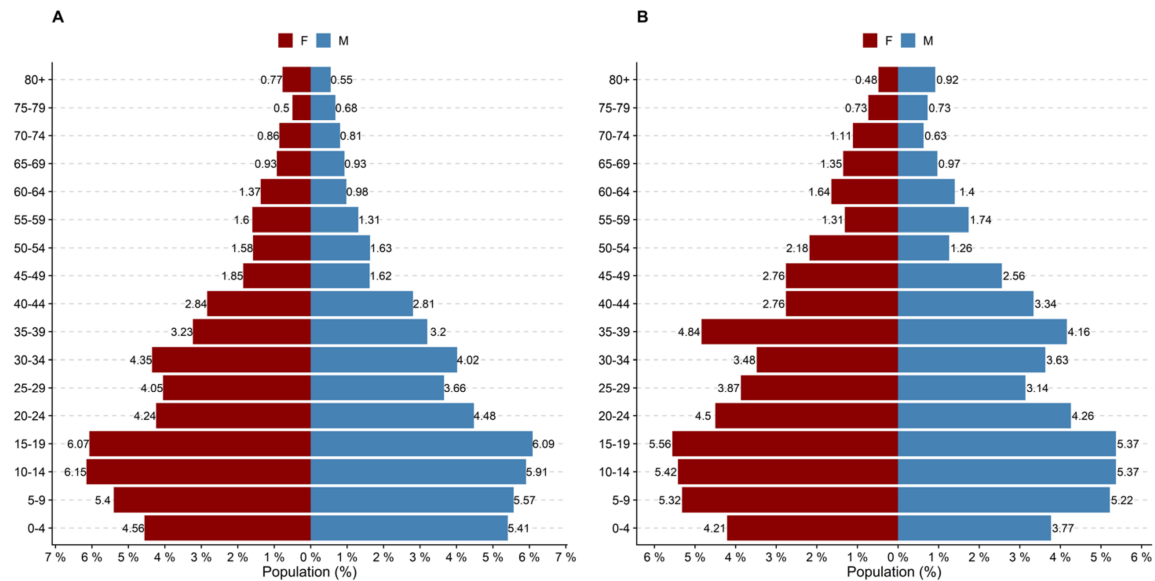 A
F M
80+ 0.77 0.55
75-79 0.5 0.68
70-74 0.86 0.81
65-69 0.93 0.93
60-64 1.37 0.98
55-59 1.6 1.31
50-54 1.58 1.63
45-49 1.85 1.62
40-44 2.84 2.81
35-39 3.23 3.2
30-34 4.35 4.02
25-29 4.05 3.66
20-24 4.24 4.48
15-19 6.07 6.09
10-14 6.15 5.91
5-9 5.4 5.57
0-4 4.56 5.41
7 % 6 % 5 % 4 % 3 % 2 % 1 % 0 % 1 % 2 % 3 % 4 % 5 % 6 % 7 %
Population (%)
B
F M
80+ 0.48 0.92
75-79 0.73 0.73
70-74 1.11 0.63
65-69 1.35 0.97
60-64 1.64 1.4
55-59 1.31 1.74
50-54 2.18 1.26
45-49 2.76 2.56
40-44 2.76 3.34
35-39 4.84 4.16
30-34 3.48 3.63
25-29 3.87 3.14
20-24 4.5 4.26
15-19 5.56 5.37
10-14 5.42 5.37
5-9 5.32 5.22
0-4 4.21 3.77
6 % 5 % 4 % 3 % 2 % 1 % 0 % 1 % 2 % 3 % 4 % 5 % 6 %
Population (%)